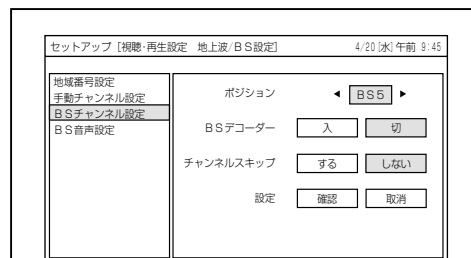 セットアップ [視聴･再生設定 地上波/BS設定] 4/20[水]午前 9:45
地域番号設定
手動チャンネル設定
BSチャンネル設定
BS音声設定
ポジション ◀ BS5 ▶
BSデコーダー 入 切
チャンネルスキップ する しない
設定 確認 取消